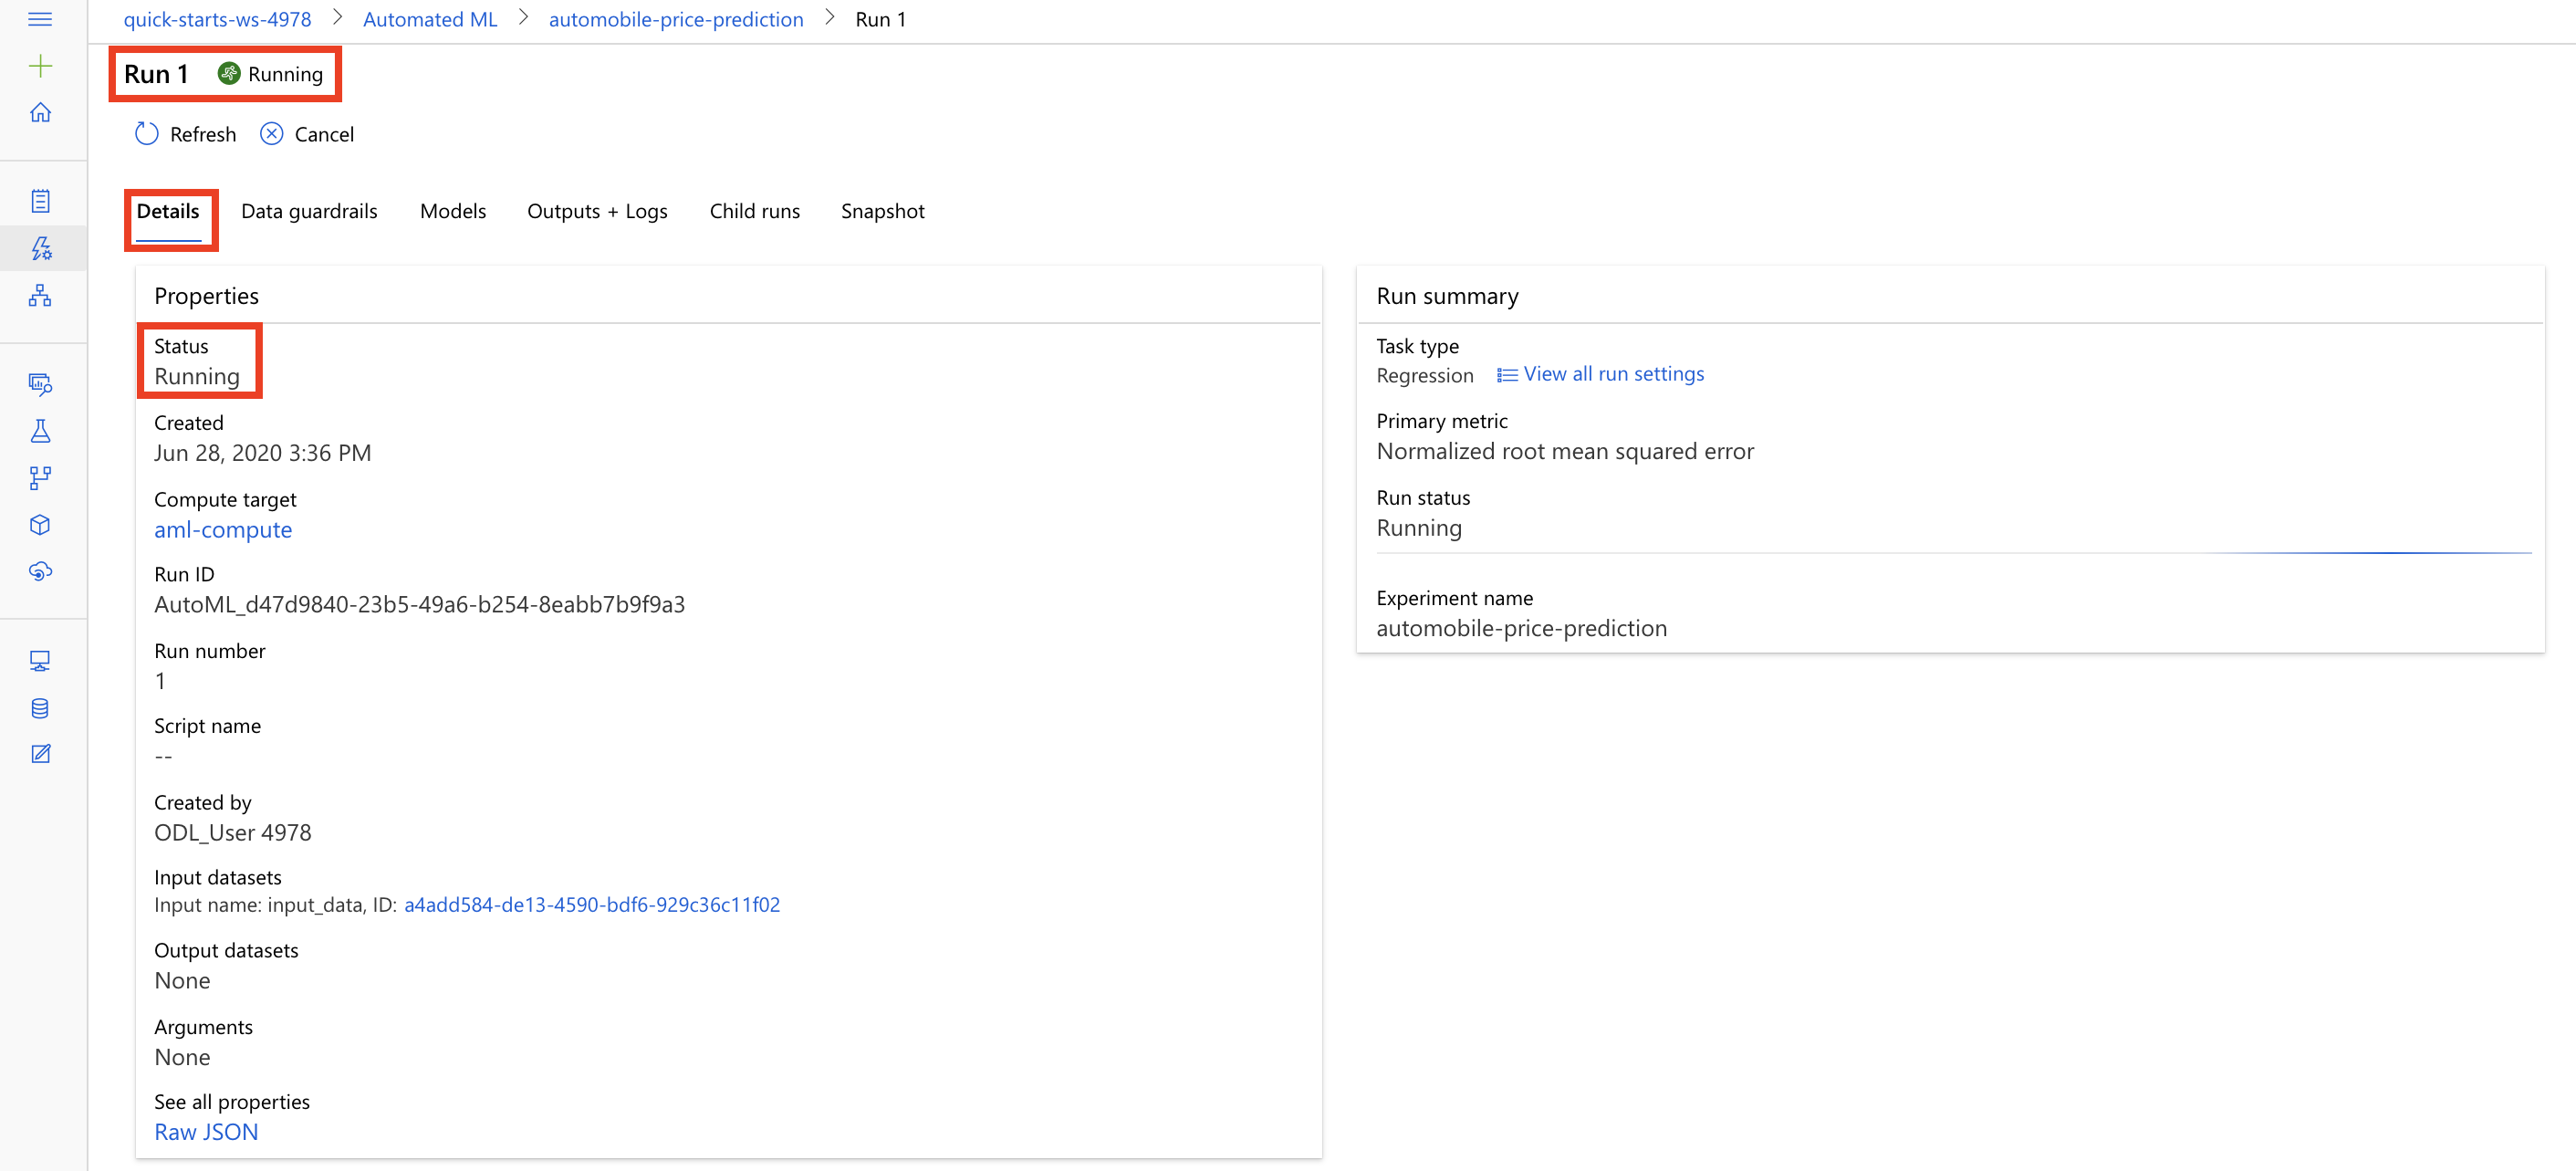 quick-starts-ws-4978 > Automated ML > automobile-price-prediction > Run 1
Run 1 Running
Refresh Cancel
Details Data guardrails Models Outputs + Logs Child runs Snapshot
Properties
Status
Running
Created
Jun 28, 2020 3:36 PM
Compute target
aml-compute
Run ID
AutoML_d47d9840-23b5-49a6-b254-8eabb7b9f9a3
Run number
1
Script name
--
Created by
ODL_User 4978
Input datasets
Input name: input_data, ID: a4add584-de13-4590-bdf6-929c36c11f02
Output datasets
None
Arguments
None
See all properties
Raw JSON
Run summary
Task type
Regression View all run settings
Primary metric
Normalized root mean squared error
Run status
Running
Experiment name
automobile-price-prediction